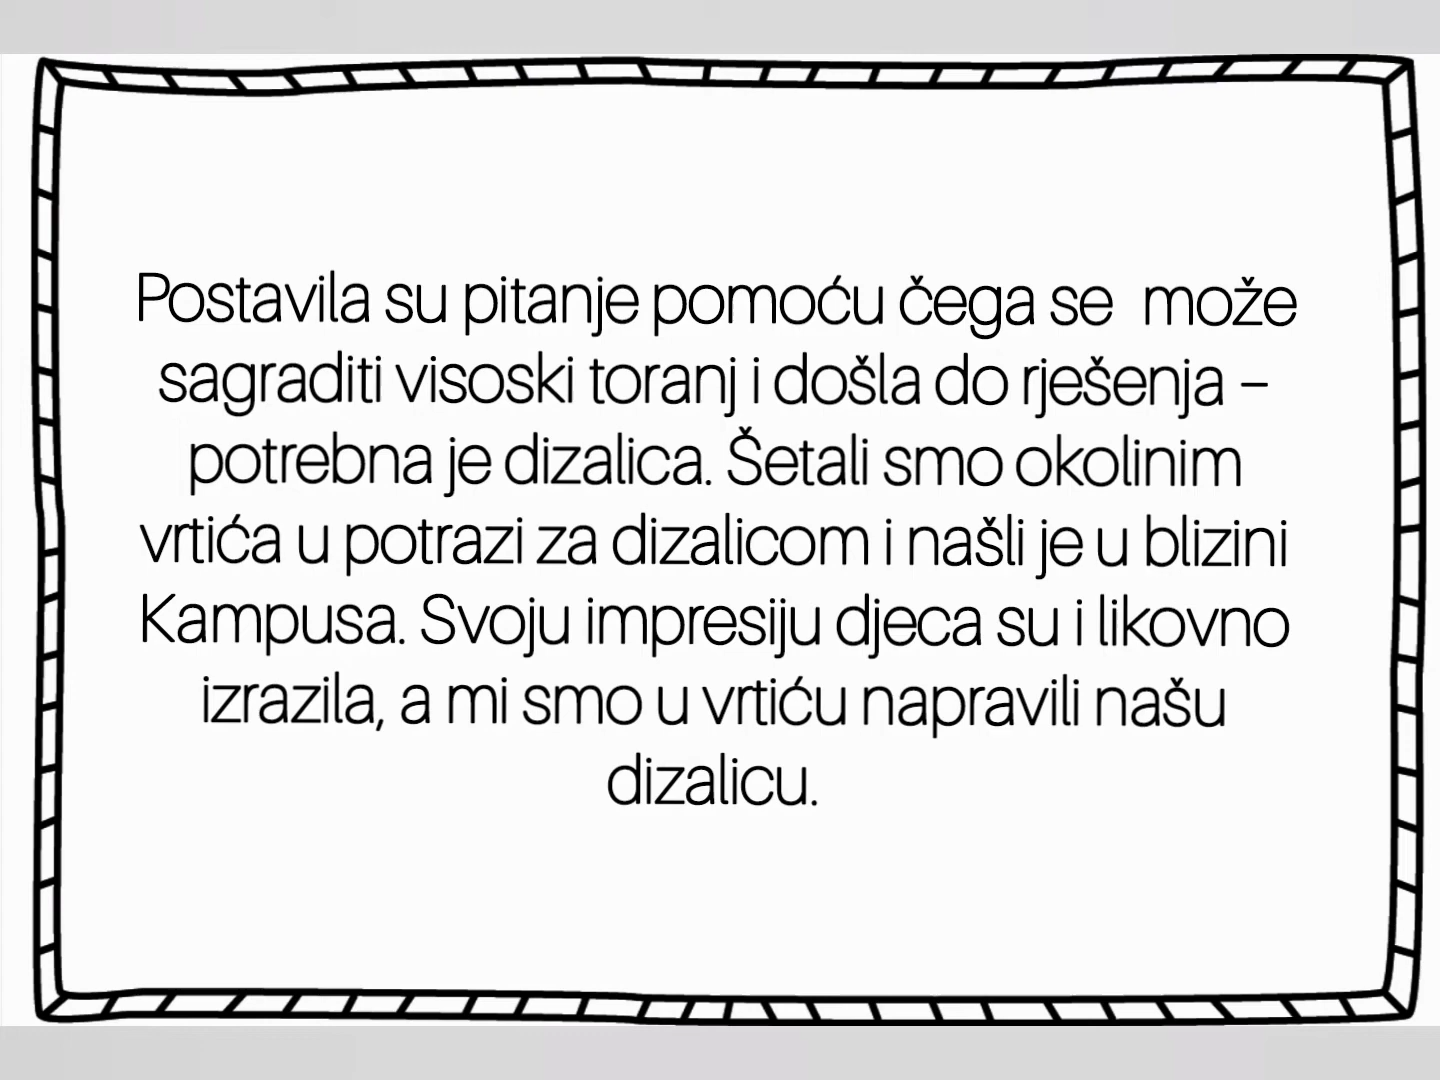 Postavila su pitanje pomoću čega se može
sagraditi visoski toranj i došla do rješenja –
potrebna je dizalica. Šetali smo okolinim
vrtića u potrazi za dizalicom i našli je u blizini
Kampusa. Svoju impresiju djeca su i likovno
izrazila, a mi smo u vrtiću napravili našu
dizalicu.